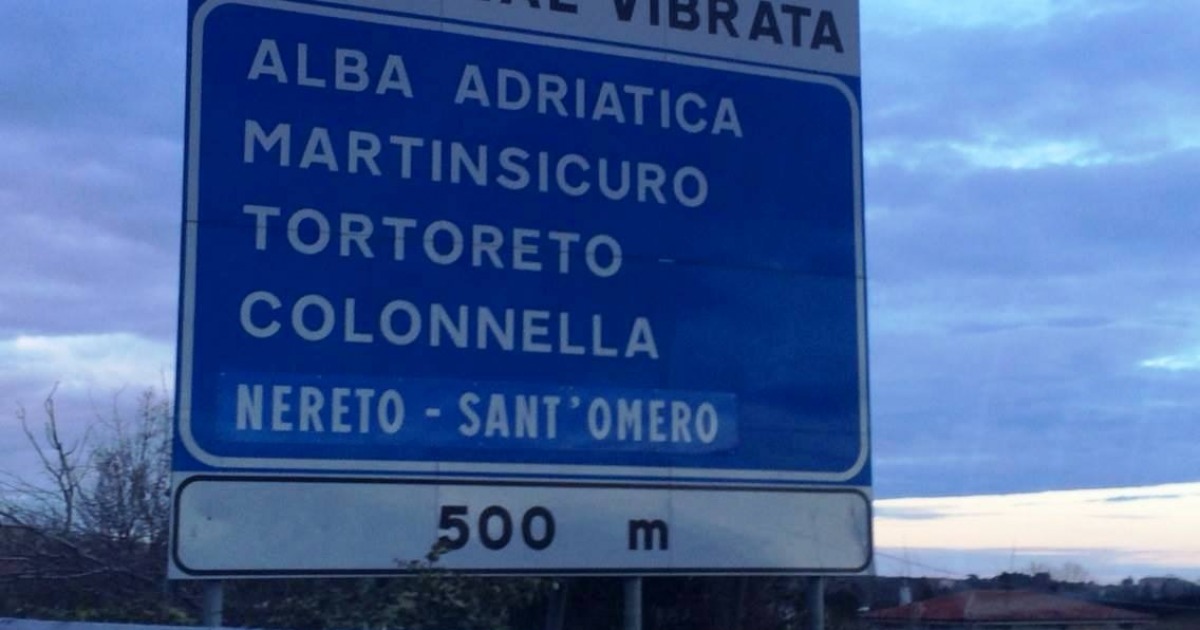 VIBRATA
ALBA ADRIATICA
MARTINSICURO
TORTORETO
COLONNELLA
NERETO - SANT'OMERO
500 m